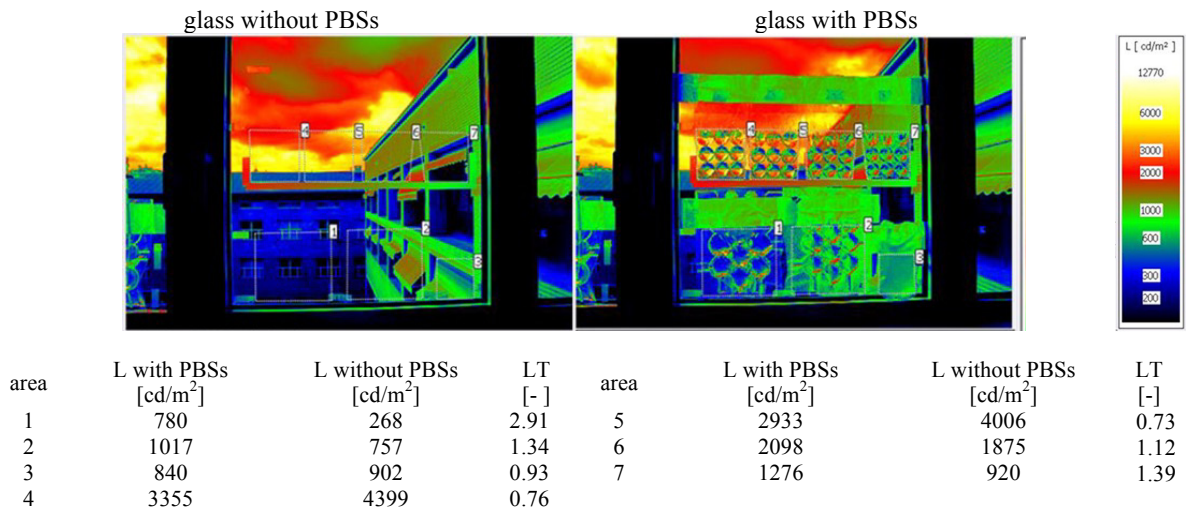 glass without PBSs
glass with PBSs
4 5 6 7
1 2 3
4 5 6 7
1 2 3
L [ cd/m² ]
12770
6000
3000
2000
1000
600
300
200
area L with PBSs [cd/m²] L without PBSs [cd/m²] LT [-]
1 780 268 2.91
2 1017 757 1.34
3 840 902 0.93
4 3355 4399 0.76
area L with PBSs [cd/m²] L without PBSs [cd/m²] LT [-]
5 2933 4006 0.73
6 2098 1875 1.12
7 1276 920 1.39